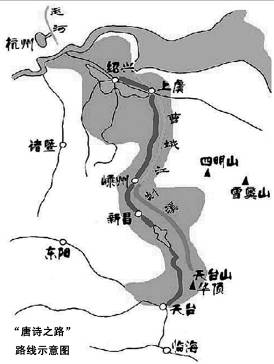 运河
杭州
绍兴
上虞
曹娥江
诸暨
四明山
嵊州
剡溪
雪窦山
新昌
东阳
天台山
华顶
天台
“唐诗之路”
路线示意图
临海